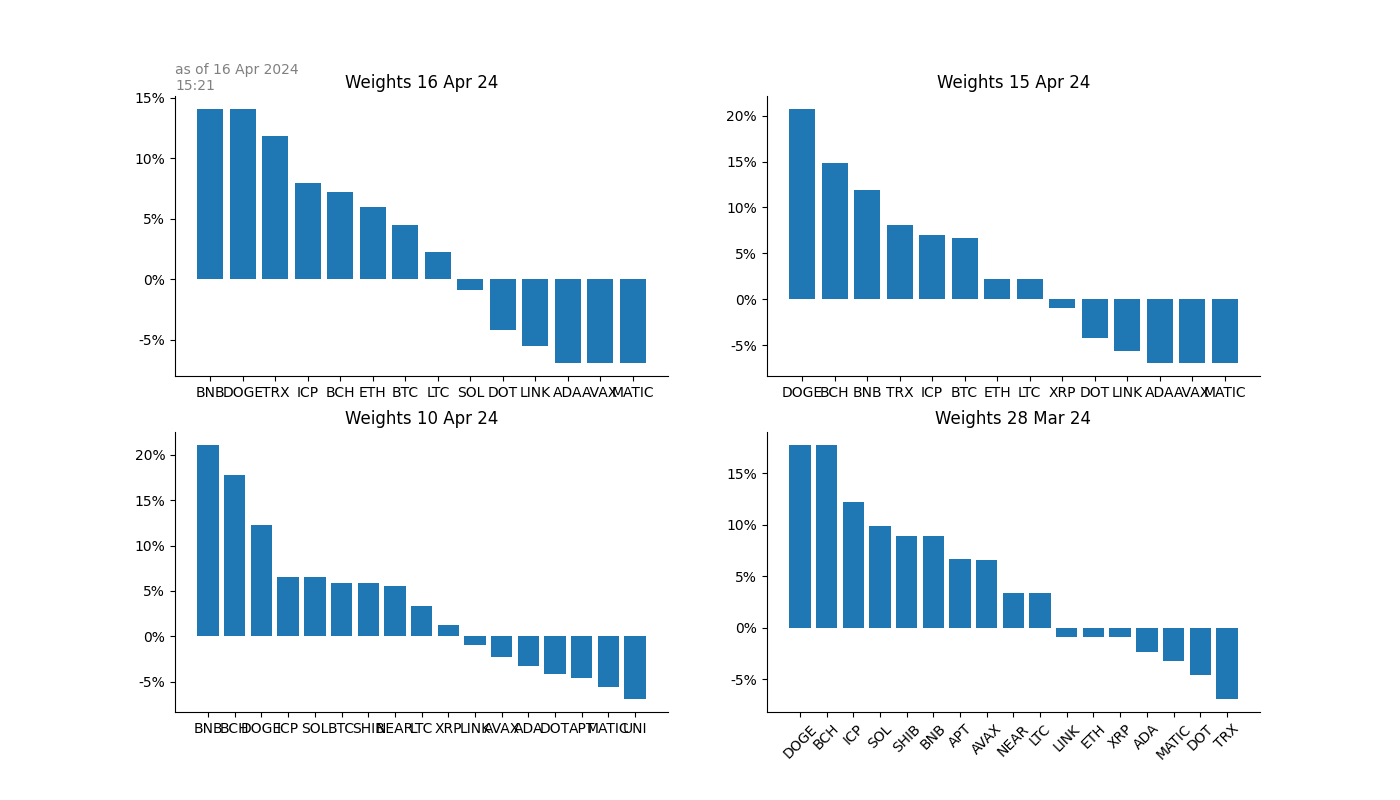 as of 16 Apr 2024
15:21
Weights 16 Apr 24
15%
10%
5%
0%
-5%
BNB DOGE TRX ICP BCH ETH BTC LTC SOL DOT LINK ADA AVAX MATIC
Weights 15 Apr 24
20%
15%
10%
5%
0%
-5%
DOGE BCH BNB TRX ICP BTC ETH LTC XRP DOT LINK ADA AVAX MATIC
Weights 10 Apr 24
20%
15%
10%
5%
0%
-5%
BNB BCH DOGE ICP SOL BTC SHIB NEAR LTC XRP LINK AVAX ADA DOT APT MATIC UNI
Weights 28 Mar 24
15%
10%
5%
0%
-5%
DOGE BCH ICP SOL SHIB BNB APT AVAX NEAR LTC LINK ETH XRP ADA MATIC DOT TRX